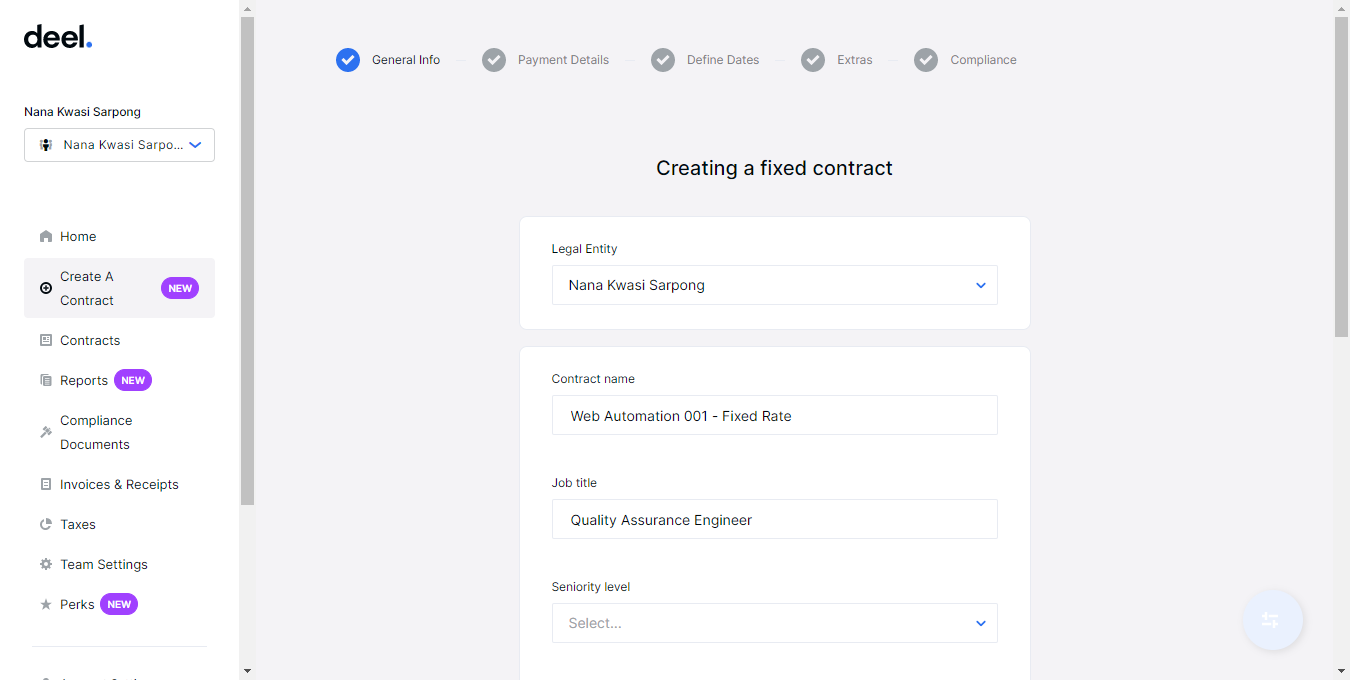 deel.
Nana Kwasi Sarpong
Nana Kwasi Sarpo...
Home
Create A
Contract
NEW
Contracts
Reports NEW
Compliance
Documents
Invoices & Receipts
Taxes
Team Settings
Perks NEW
General Info
Payment Details
Define Dates
Extras
Compliance
Creating a fixed contract
Legal Entity
Nana Kwasi Sarpong
Contract name
Web Automation 001 - Fixed Rate
Job title
Quality Assurance Engineer
Seniority level
Select...